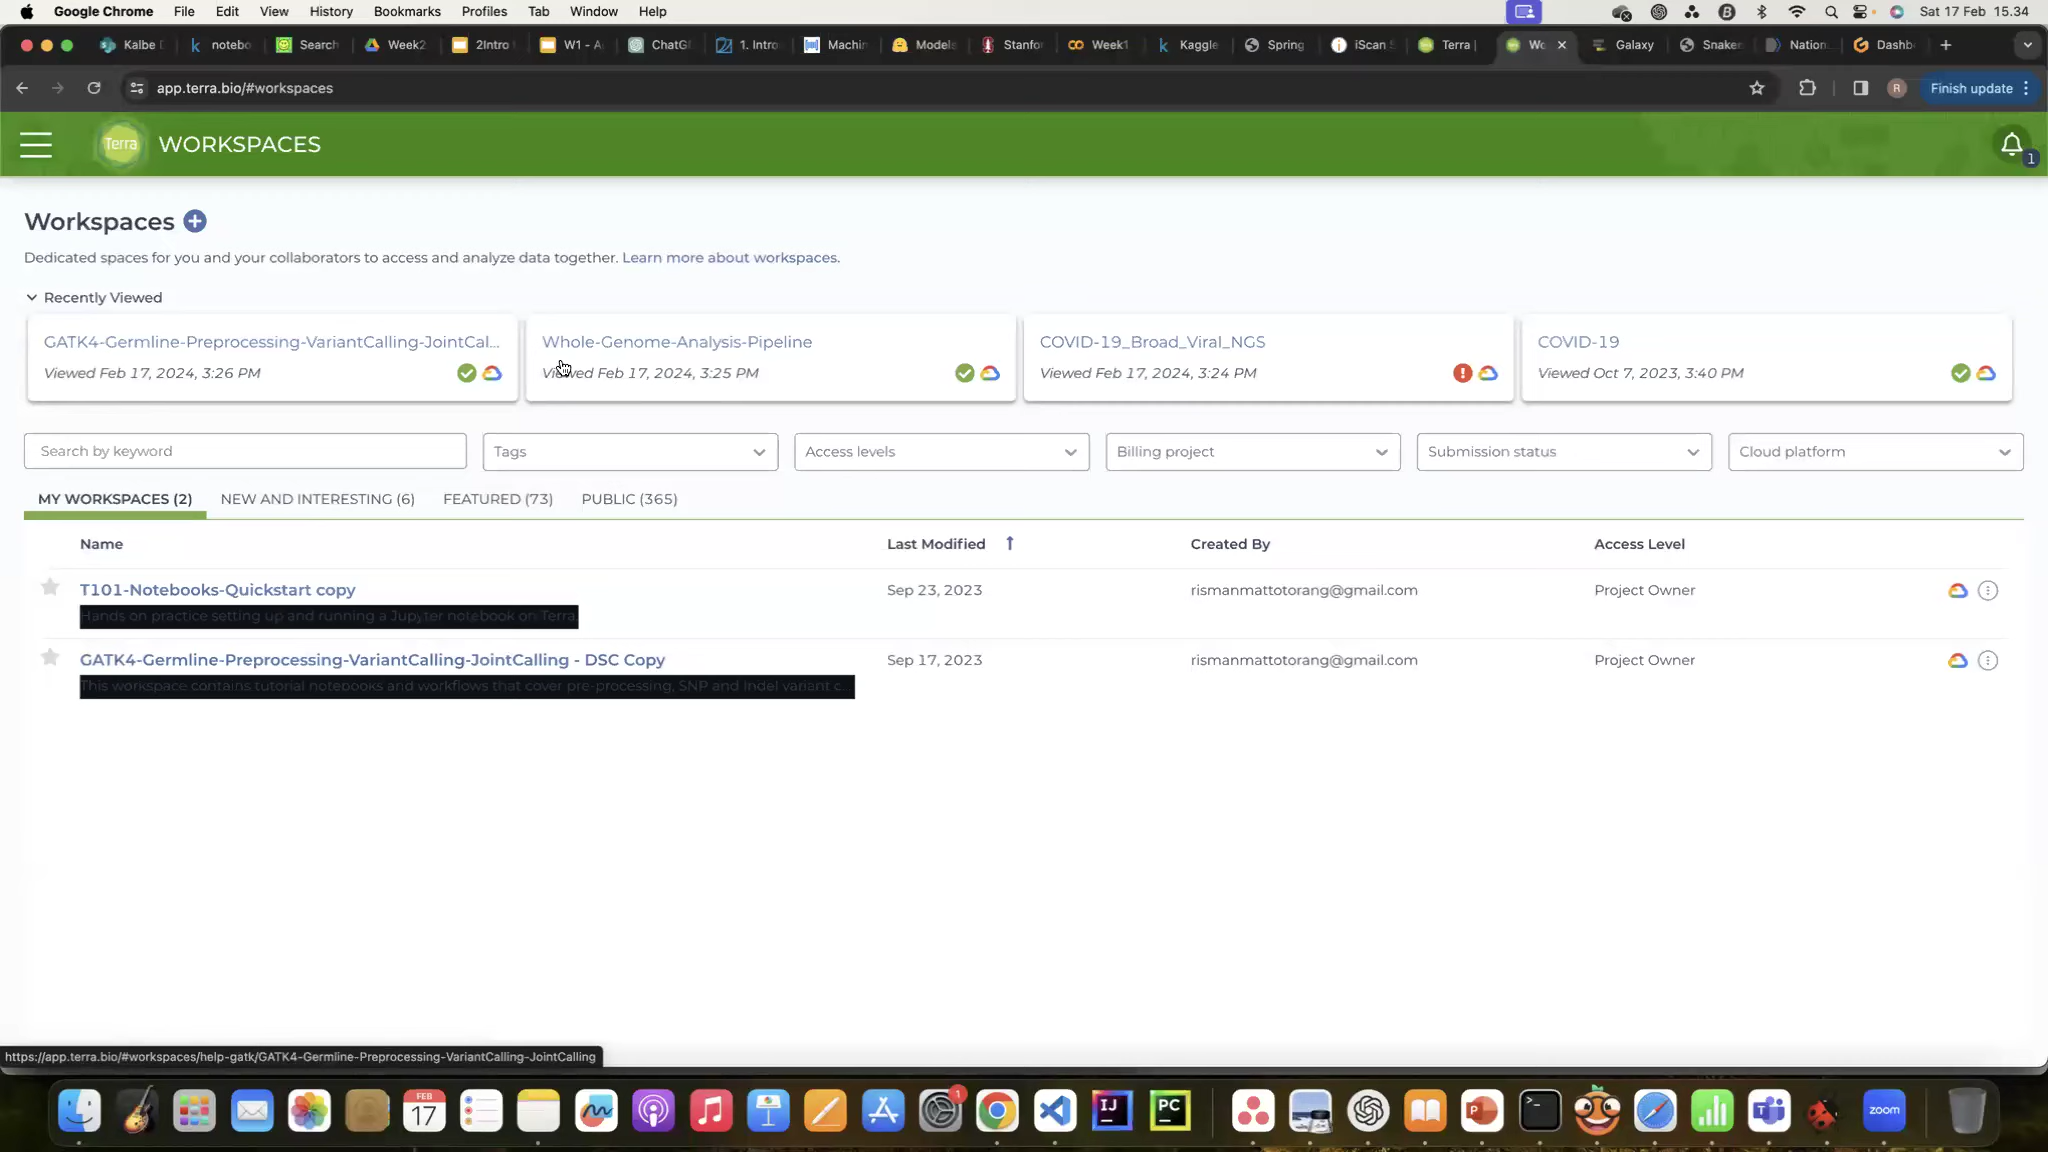 Google Chrome File Edit View History Bookmarks Profiles Tab Window Help Sat 17 Feb 15.34
Kalbe noteb Search Week2 2Intro W1 - A ChatG 1. Intro Machin Models Stanfo Week1 Kaggle Spring iScan S Terra | Wo Galaxy Snaker Nation Dashb
app.terra.bio/#workspaces R Finish update
Terra WORKSPACES 1
Workspaces
Dedicated spaces for you and your collaborators to access and analyze data together. Learn more about workspaces.
Recently Viewed
GATK4-Germline-Preprocessing-VariantCalling-JointCal... Whole-Genome-Analysis-Pipeline COVID-19_Broad_Viral_NGS COVID-19
Viewed Feb 17, 2024, 3:26 PM Viewed Feb 17, 2024, 3:25 PM Viewed Feb 17, 2024, 3:24 PM Viewed Oct 7, 2023, 3:40 PM
Search by keyword Tags Access levels Billing project Submission status Cloud platform
MY WORKSPACES (2) NEW AND INTERESTING (6) FEATURED (73) PUBLIC (365)
Name Last Modified Created By Access Level
T101-Notebooks-Quickstart copy Sep 23, 2023 rismanmattotorang@gmail.com Project Owner
Hands on practice setting up and running a Jupyter notebook on Terra.
GATK4-Germline-Preprocessing-VariantCalling-JointCalling - DSC Copy Sep 17, 2023 rismanmattotorang@gmail.com Project Owner
This workspace contains tutorial notebooks and workflows that cover pre-processing, SNP and Indel variant c...
https://app.terra.bio/#workspaces/help-gatk/GATK4-Germline-Preprocessing-VariantCalling-JointCalling
FEB
17 1 IJ PC P zoom